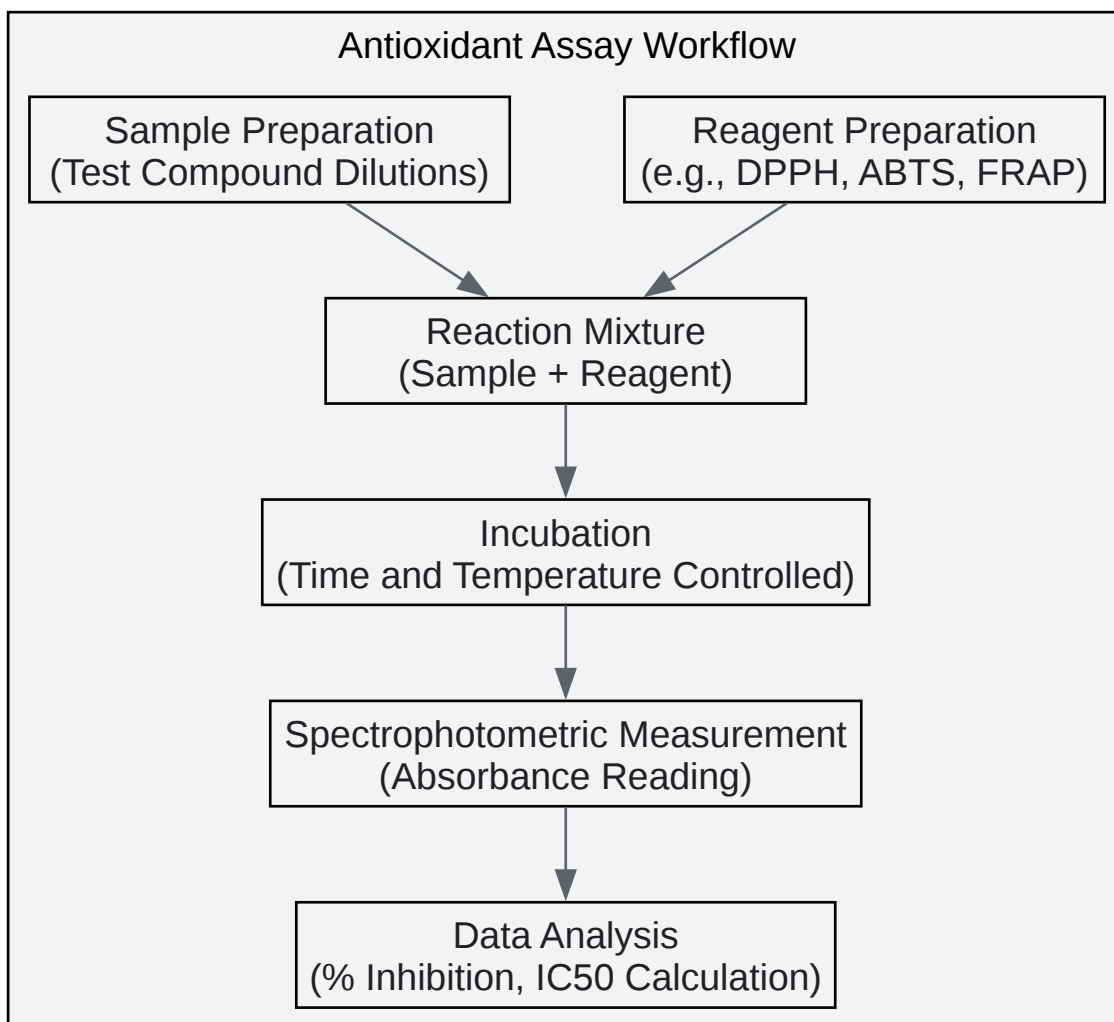 Antioxidant Assay Workflow
Sample Preparation
(Test Compound Dilutions)
Reagent Preparation
(e.g., DPPH, ABTS, FRAP)
Reaction Mixture
(Sample + Reagent)
Incubation
(Time and Temperature Controlled)
Spectrophotometric Measurement
(Absorbance Reading)
Data Analysis
(% Inhibition, IC50 Calculation)